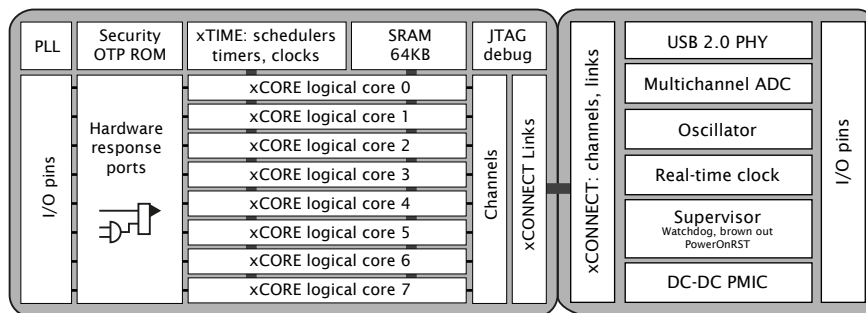 PLL
Security
OTP ROM
xTIME: schedulers
timers, clocks
SRAM
64KB
JTAG
debug
I/O pins
Hardware
response
ports
xCORE logical core 0
xCORE logical core 1
xCORE logical core 2
xCORE logical core 3
xCORE logical core 4
xCORE logical core 5
xCORE logical core 6
xCORE logical core 7
Channels
xCONNECT Links
xCONNECT: channels, links
USB 2.0 PHY
Multichannel ADC
Oscillator
Real-time clock
Supervisor
Watchdog, brown out
PowerOnRST
DC-DC PMIC
I/O pins